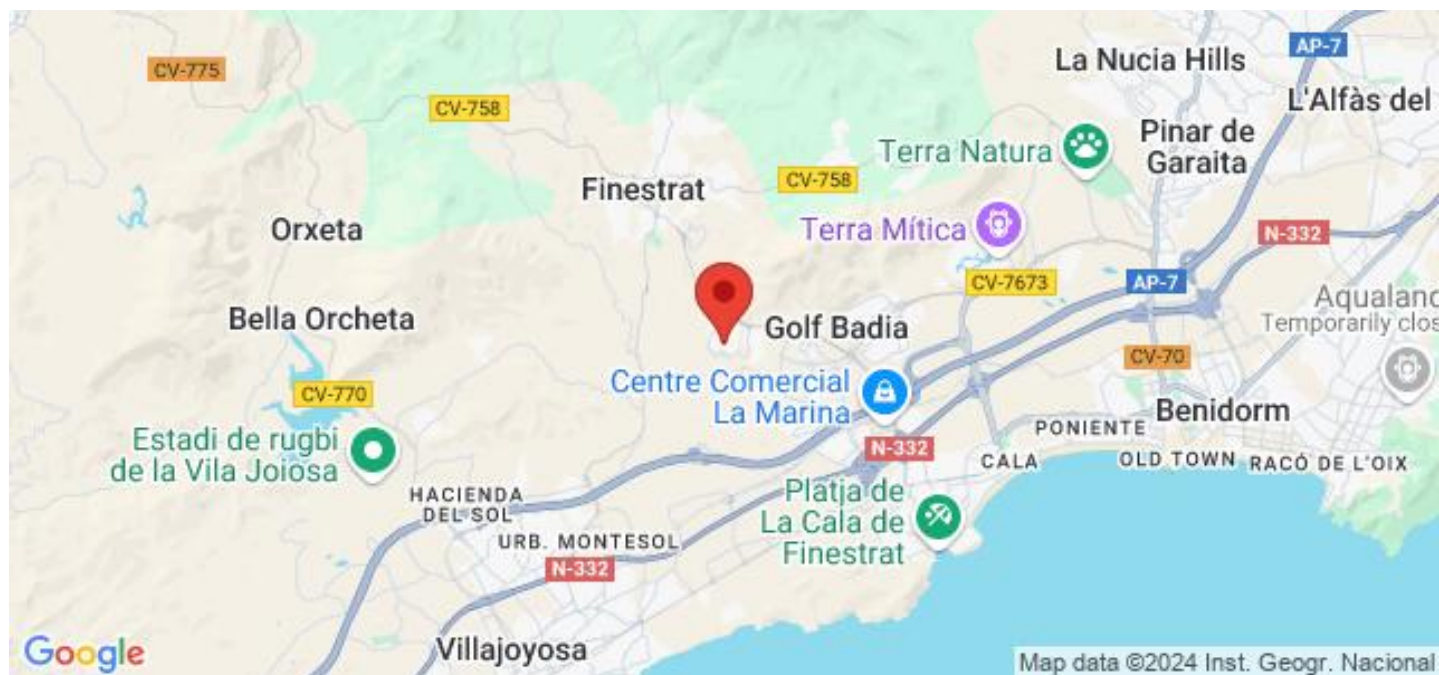 CV-775
CV-758
La Nucia Hills
AP-7
L'Alfàs del
Terra Natura
Pinar de
Garaita
Finestrat
CV-758
Orxeta
Terra Mítica
N-332
CV-7673
AP-7
Bella Orcheta
Golf Badia
Aqualand
Temporarily clos
CV-70
CV-770
Centre Comercial
La Marina
Benidorm
PONIENTE
Estadi de rugbi
de la Vila Joiosa
N-332
CALA
OLD TOWN
RACÓ DE L'OIX
HACIENDA
DEL SOL
Platja de
La Cala de
Finestrat
URB. MONTESOL
N-332
Villajoyosa
Google
Map data ©2024 Inst. Geogr. Nacional